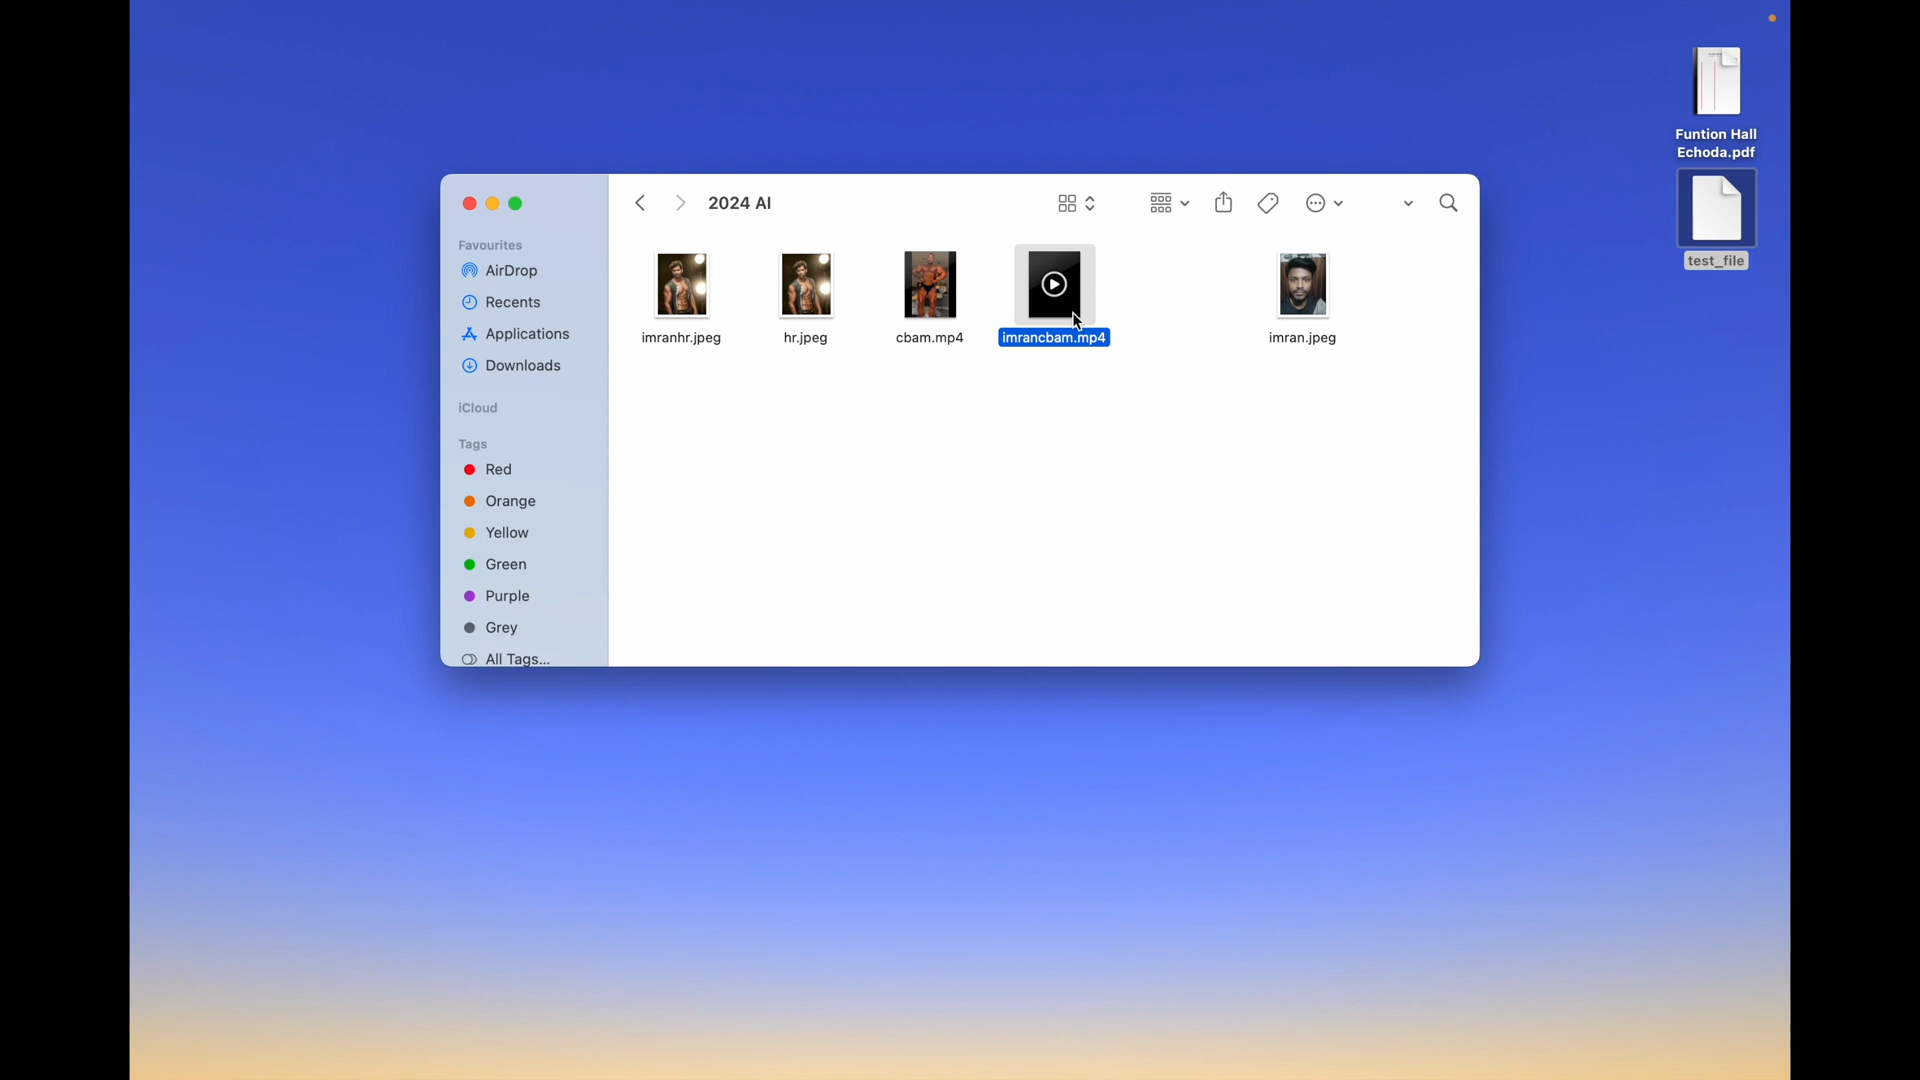 Funtion Hall
Echoda.pdf
test_file
2024 AI
Favourites
AirDrop
Recents
Applications
Downloads
iCloud
Tags
Red
Orange
Yellow
Green
Purple
Grey
All Tags...
imranhr.jpeg
hr.jpeg
cbam.mp4
imrancbam.mp4
imran.jpeg